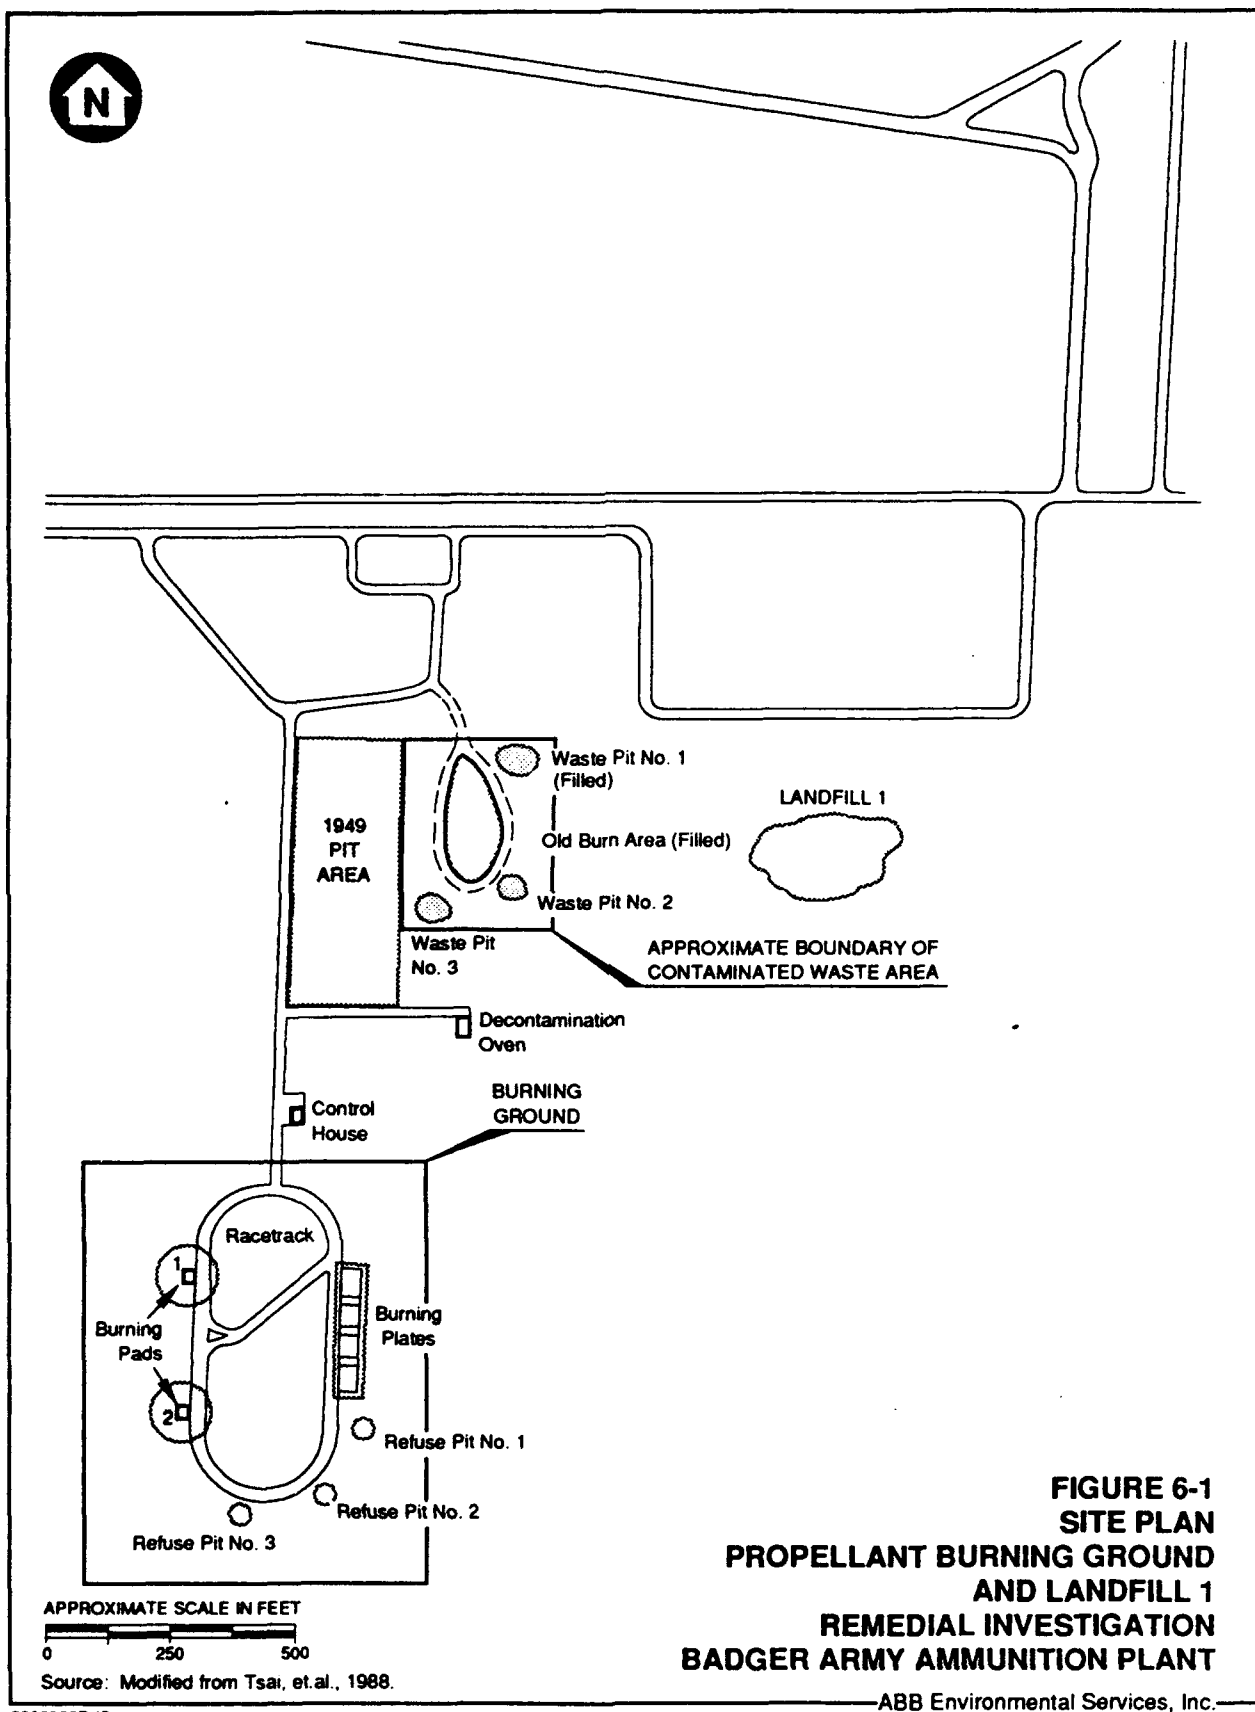 N
Waste Pit No. 1
(Filled)
LANDFILL 1
1949
PIT
AREA
Old Burn Area (Filled)
Waste Pit No. 2
Waste Pit
No. 3
APPROXIMATE BOUNDARY OF
CONTAMINATED WASTE AREA
Decontamination
Oven
BURNING
GROUND
Control
House
Racetrack
1
Burning
Plates
Burning
Pads
2
Refuse Pit No. 1
Refuse Pit No. 2
Refuse Pit No. 3
FIGURE 6-1
SITE PLAN
PROPELLANT BURNING GROUND
AND LANDFILL 1
REMEDIAL INVESTIGATION
BADGER ARMY AMMUNITION PLANT
APPROXIMATE SCALE IN FEET
0 250 500
Source: Modified from Tsai, et.al., 1988.
ABB Environmental Services, Inc.